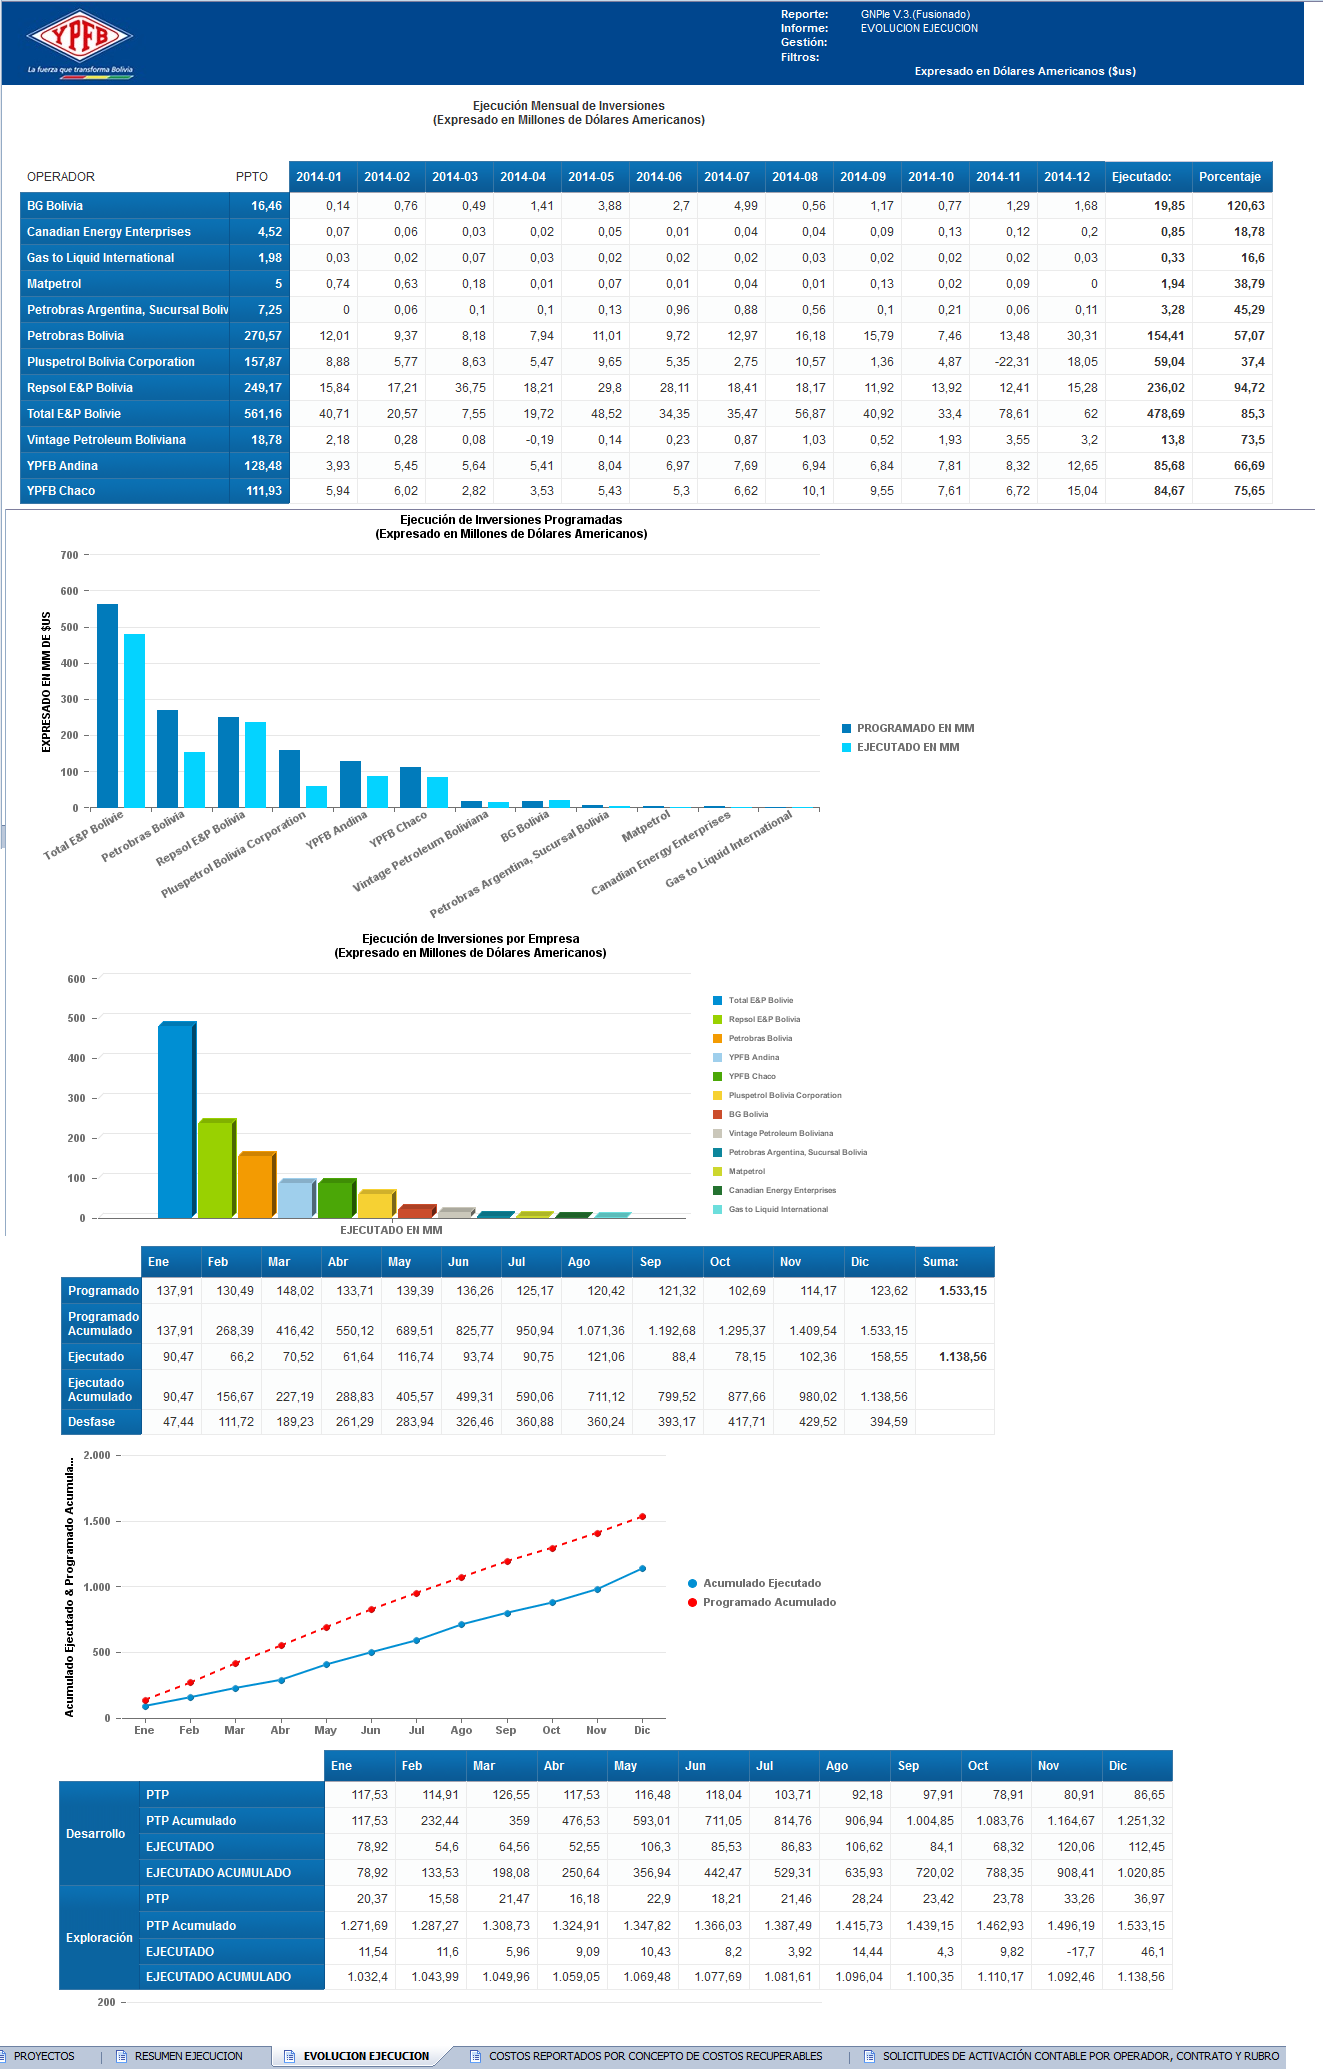 YPFB
La fuerza que transforma Bolivia
Reporte: GNPIe V.3.(Fusionado)
Informe: EVOLUCION EJECUCION
Gestión:
Filtros:
Expresado en Dólares Americanos ($us)
Ejecución Mensual de Inversiones
(Expresado en Millones de Dólares Americanos)
OPERADOR PPTO 2014-01 2014-02 2014-03 2014-04 2014-05 2014-06 2014-07 2014-08 2014-09 2014-10 2014-11 2014-12 Ejecutado: Porcentaje
BG Bolivia 16,46 0,14 0,76 0,49 1,41 3,88 2,7 4,99 0,56 1,17 0,77 1,29 1,68 19,85 120,63
Canadian Energy Enterprises 4,52 0,07 0,06 0,03 0,02 0,05 0,01 0,04 0,04 0,09 0,13 0,12 0,2 0,85 18,78
Gas to Liquid International 1,98 0,03 0,02 0,07 0,03 0,02 0,02 0,02 0,03 0,02 0,02 0,02 0,03 0,33 16,6
Matpetrol 5 0,74 0,63 0,18 0,01 0,07 0,01 0,04 0,01 0,13 0,02 0,09 0 1,94 38,79
Petrobras Argentina, Sucursal Boliv 7,25 0 0,06 0,1 0,1 0,13 0,96 0,88 0,56 0,1 0,21 0,06 0,11 3,28 45,29
Petrobras Bolivia 270,57 12,01 9,37 8,18 7,94 11,01 9,72 12,97 16,18 15,79 7,46 13,48 30,31 154,41 57,07
Pluspetrol Bolivia Corporation 157,87 8,88 5,77 8,63 5,47 9,65 5,35 2,75 10,57 1,36 4,87 -22,31 18,05 59,04 37,4
Repsol E&P Bolivia 249,17 15,84 17,21 36,75 18,21 29,8 28,11 18,41 18,17 11,92 13,92 12,41 15,28 236,02 94,72
Total E&P Bolivie 561,16 40,71 20,57 7,55 19,72 48,52 34,35 35,47 56,87 40,92 33,4 78,61 62 478,69 85,3
Vintage Petroleum Boliviana 18,78 2,18 0,28 0,08 -0,19 0,14 0,23 0,87 1,03 0,52 1,93 3,55 3,2 13,8 73,5
YPFB Andina 128,48 3,93 5,45 5,64 5,41 8,04 6,97 7,69 6,94 6,84 7,81 8,32 12,65 85,68 66,69
YPFB Chaco 111,93 5,94 6,02 2,82 3,53 5,43 5,3 6,62 10,1 9,55 7,61 6,72 15,04 84,67 75,65
Ejecución de Inversiones Programadas
(Expresado en Millones de Dólares Americanos)
EXPRESADO EN MM DE $US
700
600
500
400
300
200
100
0
Total E&P Bolivie
Petrobras Bolivia
Repsol E&P Bolivia
Pluspetrol Bolivia Corporation
YPFB Andina
YPFB Chaco
Vintage Petroleum Boliviana
BG Bolivia
Petrobras Argentina, Sucursal Bolivia
Matpetrol
Canadian Energy Enterprises
Gas to Liquid International
PROGRAMADO EN MM
EJECUTADO EN MM
Ejecución de Inversiones por Empresa
(Expresado en Millones de Dólares Americanos)
600
500
400
300
200
100
0
EJECUTADO EN MM
Total E&P Bolivie
Repsol E&P Bolivia
Petrobras Bolivia
YPFB Andina
YPFB Chaco
Pluspetrol Bolivia Corporation
BG Bolivia
Vintage Petroleum Boliviana
Petrobras Argentina, Sucursal Bolivia
Matpetrol
Canadian Energy Enterprises
Gas to Liquid International
Ene Feb Mar Abr May Jun Jul Ago Sep Oct Nov Dic Suma:
Programado 137,91 130,49 148,02 133,71 139,39 136,26 125,17 120,42 121,32 102,69 114,17 123,62 1.533,15
Programado
Acumulado 137,91 268,39 416,42 550,12 689,51 825,77 950,94 1.071,36 1.192,68 1.295,37 1.409,54 1.533,15
Ejecutado 90,47 66,2 70,52 61,64 116,74 93,74 90,75 121,06 88,4 78,15 102,36 158,55 1.138,56
Ejecutado
Acumulado 90,47 156,67 227,19 288,83 405,57 499,31 590,06 711,12 799,52 877,66 980,02 1.138,56
Desfase 47,44 111,72 189,23 261,29 283,94 326,46 360,88 360,24 393,17 417,71 429,52 394,59
Acumulado Ejecutado & Programado Acumula...
2.000
1.500
1.000
500
0
Ene Feb Mar Abr May Jun Jul Ago Sep Oct Nov Dic
Acumulado Ejecutado
Programado Acumulado
Ene Feb Mar Abr May Jun Jul Ago Sep Oct Nov Dic
Desarrollo
PTP 117,53 114,91 126,55 117,53 116,48 118,04 103,71 92,18 97,91 78,91 80,91 86,65
PTP Acumulado 117,53 232,44 359 476,53 593,01 711,05 814,76 906,94 1.004,85 1.083,76 1.164,67 1.251,32
EJECUTADO 78,92 54,6 64,56 52,55 106,3 85,53 86,83 106,62 84,1 68,32 120,06 112,45
EJECUTADO ACUMULADO 78,92 133,53 198,08 250,64 356,94 442,47 529,31 635,93 720,02 788,35 908,41 1.020,85
Exploración
PTP 20,37 15,58 21,47 16,18 22,9 18,21 21,46 28,24 23,42 23,78 33,26 36,97
PTP Acumulado 1.271,69 1.287,27 1.308,73 1.324,91 1.347,82 1.366,03 1.387,49 1.415,73 1.439,15 1.462,93 1.496,19 1.533,15
EJECUTADO 11,54 11,6 5,96 9,09 10,43 8,2 3,92 14,44 4,3 9,82 -17,7 46,1
EJECUTADO ACUMULADO 1.032,4 1.043,99 1.049,96 1.059,05 1.069,48 1.077,69 1.081,61 1.096,04 1.100,35 1.110,17 1.092,46 1.138,56
200
PROYECTOS | RESUMEN EJECUCION EVOLUCION EJECUCION COSTOS REPORTADOS POR CONCEPTO DE COSTOS RECUPERABLES | SOLICITUDES DE ACTIVACIÓN CONTABLE POR OPERADOR, CONTRATO Y RUBRO